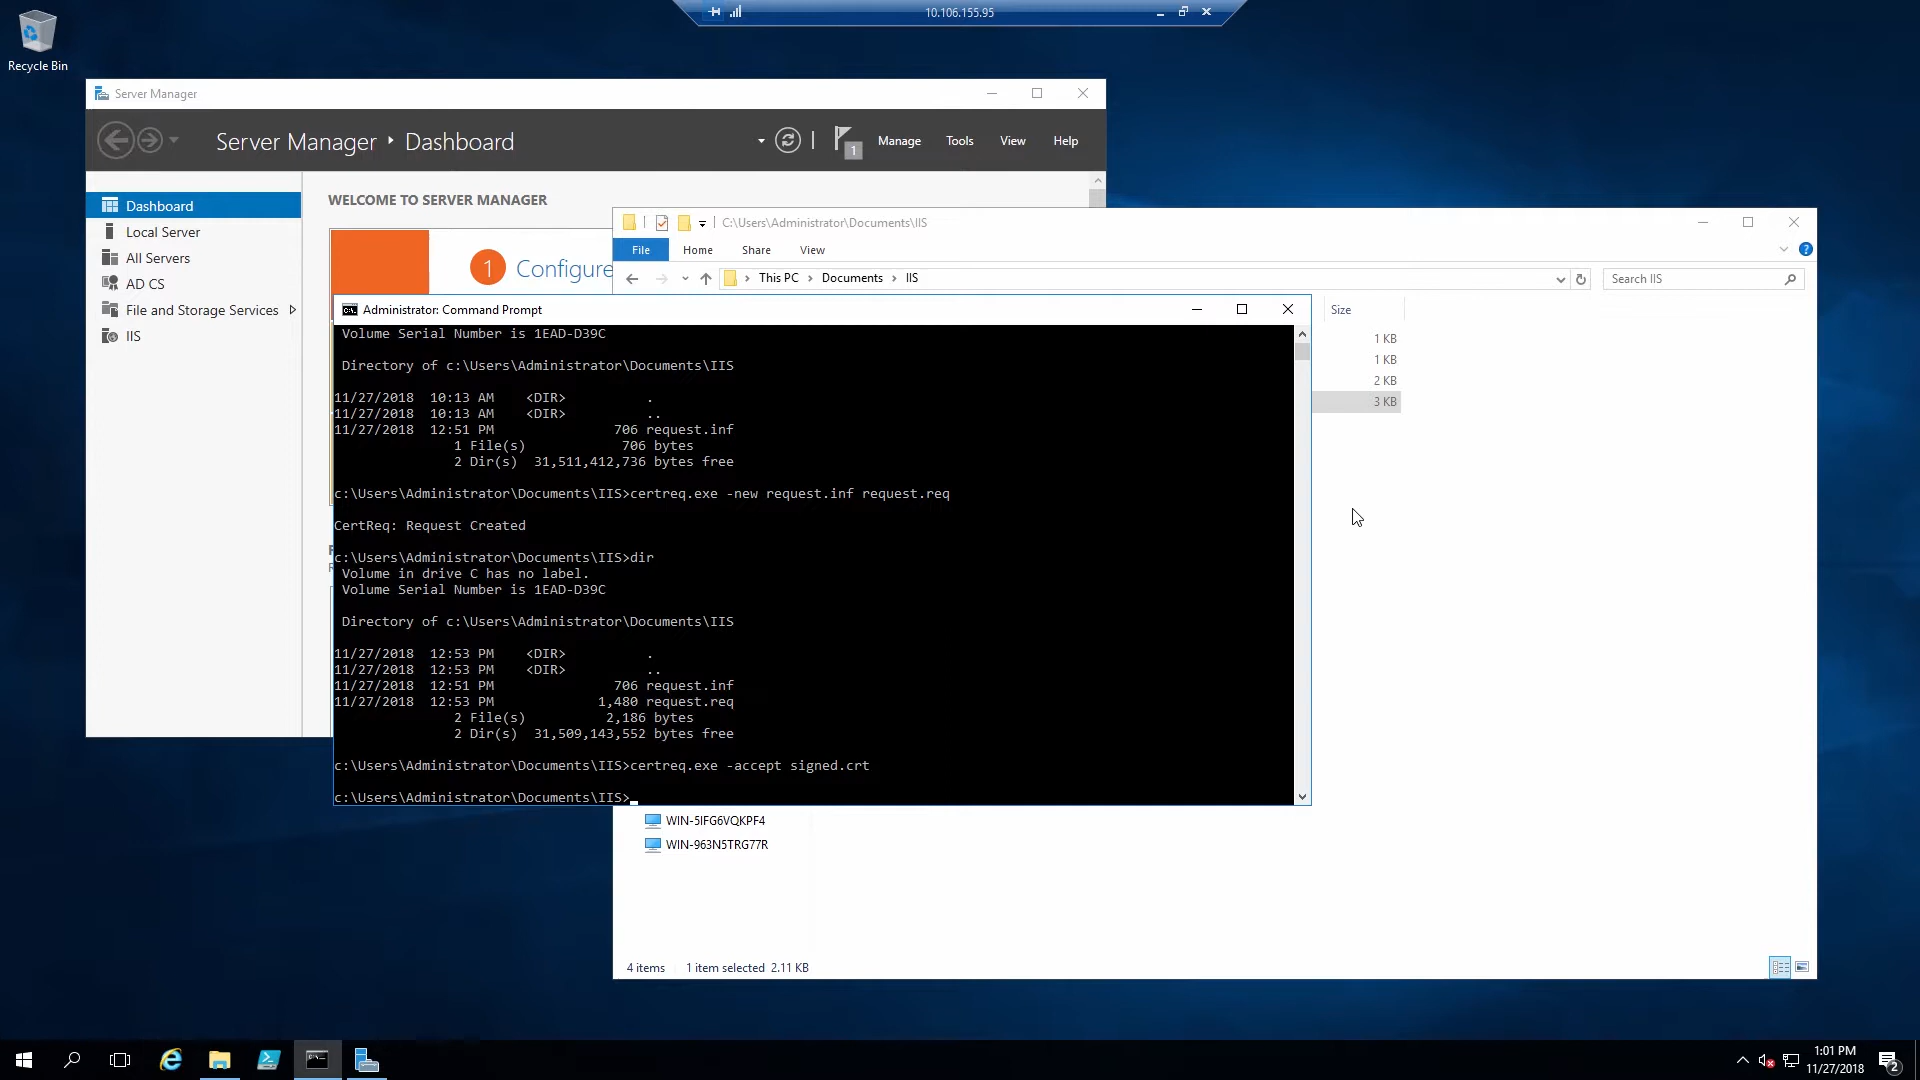 10.106.155.95
Recycle Bin
Server Manager
Server Manager Dashboard
1
Manage
Tools
View
Help
Dashboard
Local Server
All Servers
AD CS
File and Storage Services
IIS
WELCOME TO SERVER MANAGER
1 Configure
C:\Users\Administrator\Documents\IIS
File
Home
Share
View
This PC > Documents > IIS
Search IIS
Size
1 KB
1 KB
2 KB
3 KB
Administrator: Command Prompt
Volume Serial Number is 1EAD-D39C
Directory of c:\Users\Administrator\Documents\IIS
11/27/2018 10:13 AM <DIR> .
11/27/2018 10:13 AM <DIR> ..
11/27/2018 12:51 PM 706 request.inf
1 File(s) 706 bytes
2 Dir(s) 31,511,412,736 bytes free
c:\Users\Administrator\Documents\IIS>certreq.exe -new request.inf request.req
CertReq: Request Created
c:\Users\Administrator\Documents\IIS>dir
Volume in drive C has no label.
Volume Serial Number is 1EAD-D39C
Directory of c:\Users\Administrator\Documents\IIS
11/27/2018 12:53 PM <DIR> .
11/27/2018 12:53 PM <DIR> ..
11/27/2018 12:51 PM 706 request.inf
11/27/2018 12:53 PM 1,480 request.req
2 File(s) 2,186 bytes
2 Dir(s) 31,509,143,552 bytes free
c:\Users\Administrator\Documents\IIS>certreq.exe -accept signed.crt
c:\Users\Administrator\Documents\IIS>
WIN-5IFG6VQKPF4
WIN-963N5TRG77R
4 items 1 item selected 2.11 KB
1:01 PM
11/27/2018
2